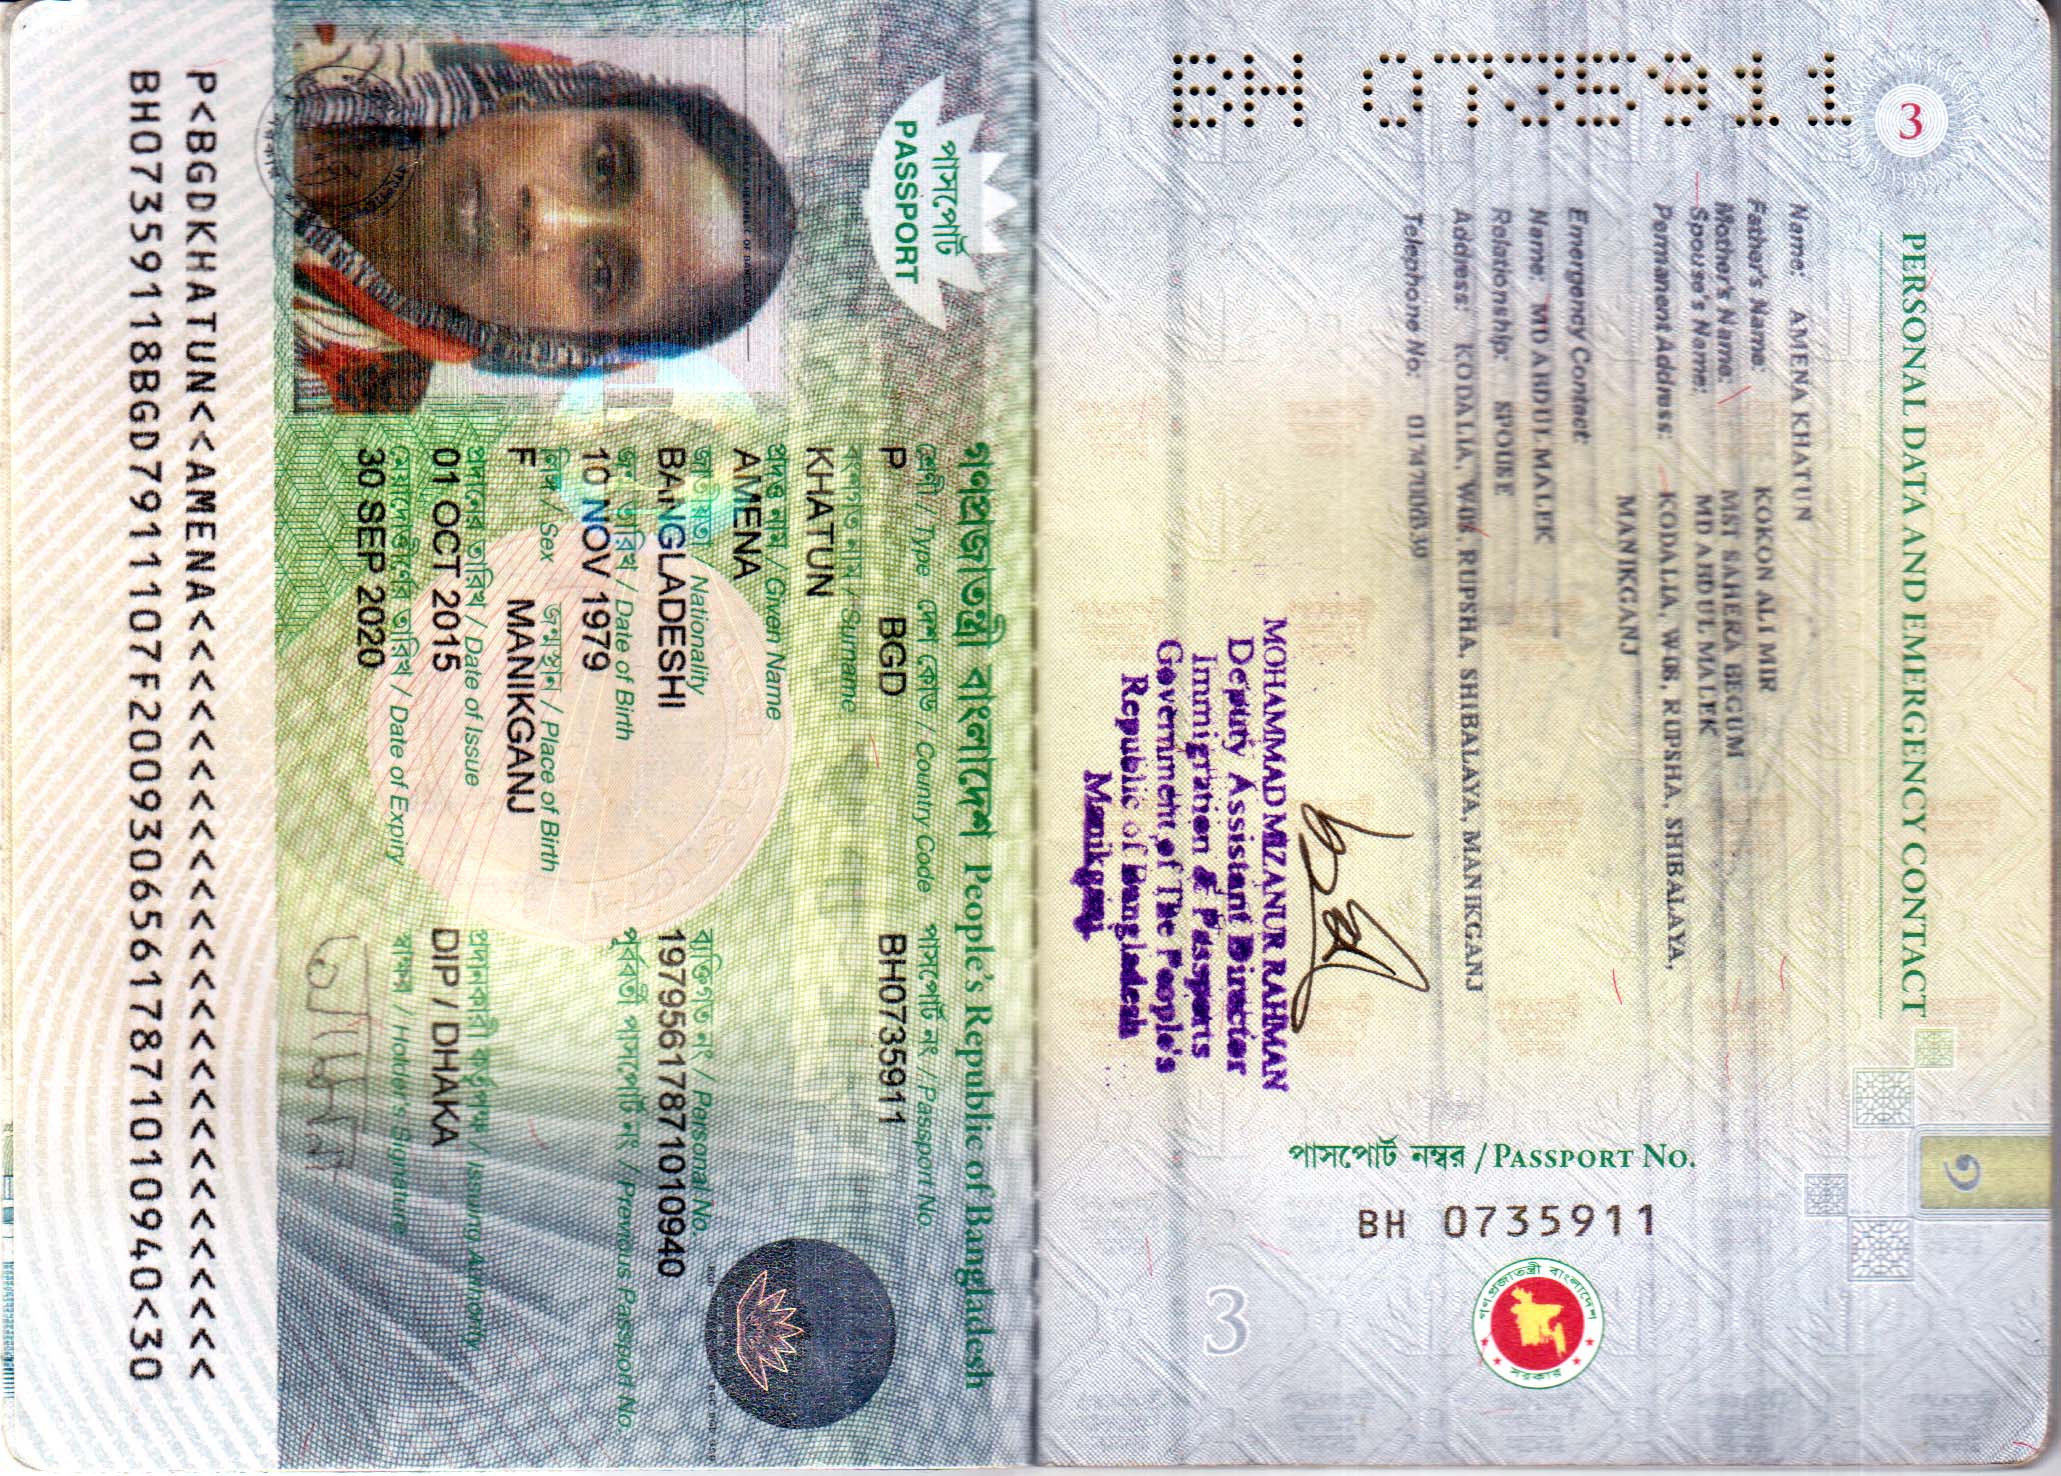 3
PERSONAL DATA AND EMERGENCY CONTACT
Name: AMENA KHATUN
Father's Name: KOKON ALI MIR
Mother's Name: MST SAHERA BEGUM
Spouse's Name: MD ABDUL MALEK
Permanent Address: KODALIA, W-08, RUPSHA, SHIBALAYA,
MANIKGANJ
Emergency Contact:
Name: MD ABDUL MALEK
Relationship: SPOUSE
Address: KODALIA, W-08, RUPSHA, SHIBALAYA, MANIKGANJ
Telephone No:
MOHAMMAD MIZANUR RAHMAN
Deputy Assistant Director
Immigration & Passports
Government of The People's
Republic of Bangladesh
Manikganj.
BH 0735911
পাসপোর্ট নম্বর / PASSPORT No.
BH 0735911
গণপ্রজাতন্ত্রী বাংলাদেশ
3
পাসপোর্ট
PASSPORT
গণপ্রজাতন্ত্রী বাংলাদেশ People's Republic of Bangladesh
শ্রেণী / Type দেশ কোড / Country Code পাসপোর্ট নং / Passport No.
P BGD BH0735911
বংশগত নাম / Surname
KHATUN
প্রদত্ত নাম / Given Name
AMENA
জাতীয়তা / Nationality ব্যক্তিগত নং / Personal No.
BANGLADESHI 19795617871010940
জন্ম তারিখ / Date of Birth পূর্ববর্তী পাসপোর্ট নং / Previous Passport No.
10 NOV 1979
লিঙ্গ / Sex জন্মস্থান / Place of Birth
F MANIKGANJ
প্রদানের তারিখ / Date of Issue প্রদানকারী কর্তৃপক্ষ / Issuing Authority
01 OCT 2015 DIP / DHAKA
মেয়াদোত্তীর্ণের তারিখ / Date of Expiry স্বাক্ষর / Holder's Signature
30 SEP 2020
P<BGDKHATUN<<AMENA<<<<<<<<<<<<<<<<<<<<<<<<<<
BH07359118BGD7911107F20093065617871010940<30